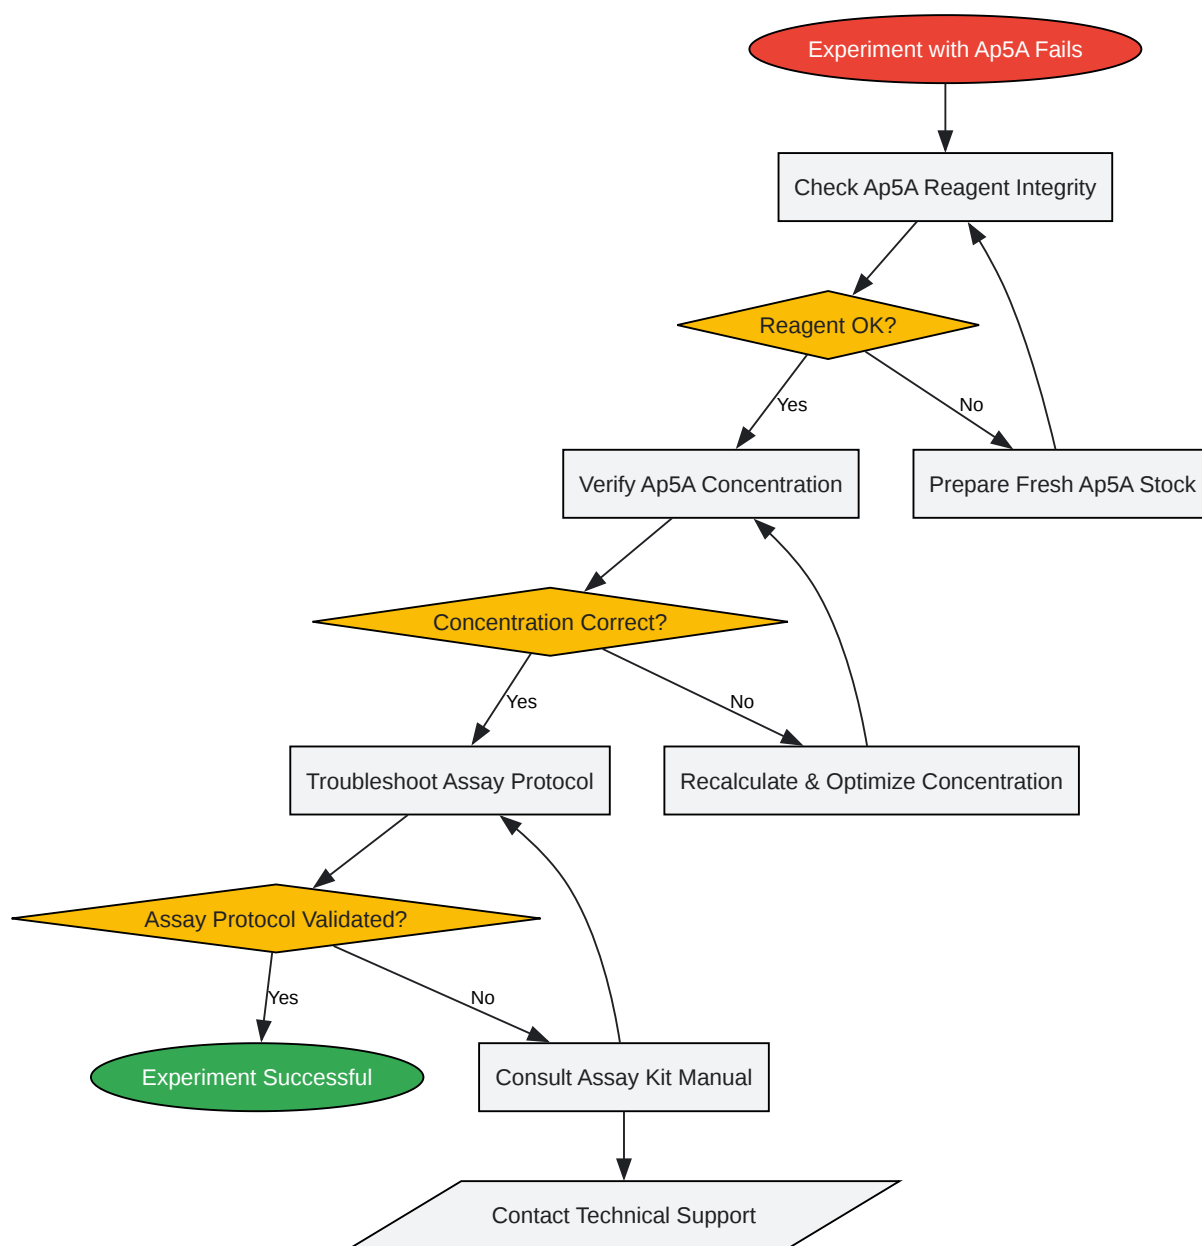 Experiment with Ap5A Fails
Check Ap5A Reagent Integrity
Reagent OK?
Yes
No
Verify Ap5A Concentration
Prepare Fresh Ap5A Stock
Concentration Correct?
Yes
No
Troubleshoot Assay Protocol
Recalculate & Optimize Concentration
Assay Protocol Validated?
Yes
No
Experiment Successful
Consult Assay Kit Manual
Contact Technical Support